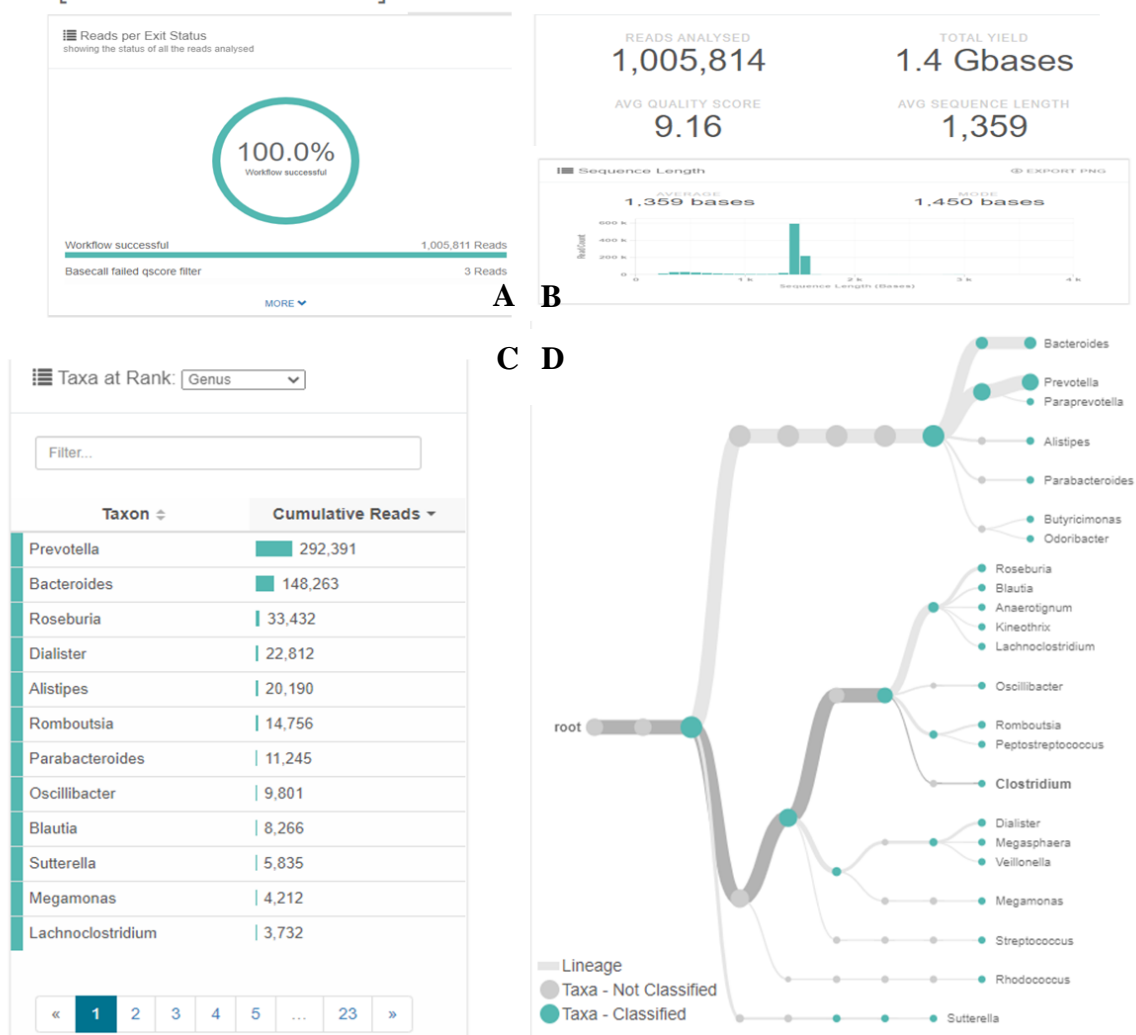 Reads per Exit Status
showing the status of all the reads analysed
100.0%
Workflow successful
Workflow successful 1,005,811 Reads
Basecall failed qscore filter 3 Reads
MORE
A
READS ANALYSED TOTAL YIELD
1,005,814 1.4 Gbases
AVG QUALITY SCORE AVG SEQUENCE LENGTH
9.16 1,359
Sequence Length EXPORT PNG
AVERAGE MODE
1,359 bases 1,450 bases
Read Count
600 k
400 k
200 k
0
0 1 k 2 k 3 k 4 k
Sequence Length (Bases)
B
C
Taxa at Rank: Genus
Filter...
Taxon Cumulative Reads
Prevotella 292,391
Bacteroides 148,263
Roseburia 33,432
Dialister 22,812
Alistipes 20,190
Romboutsia 14,756
Parabacteroides 11,245
Oscillibacter 9,801
Blautia 8,266
Sutterella 5,835
Megamonas 4,212
Lachnoclostridium 3,732
« 1 2 3 4 5 ... 23 »
D
Bacteroides
Prevotella
Paraprevotella
Alistipes
Parabacteroides
Butyricimonas
Odoribacter
Roseburia
Blautia
Anaerotignum
Kineothrix
Lachnoclostridium
Oscillibacter
Romboutsia
Peptostreptococcus
root
Clostridium
Dialister
Megasphaera
Veillonella
Megamonas
Streptococcus
Rhodococcus
Sutterella
Lineage
Taxa - Not Classified
Taxa - Classified